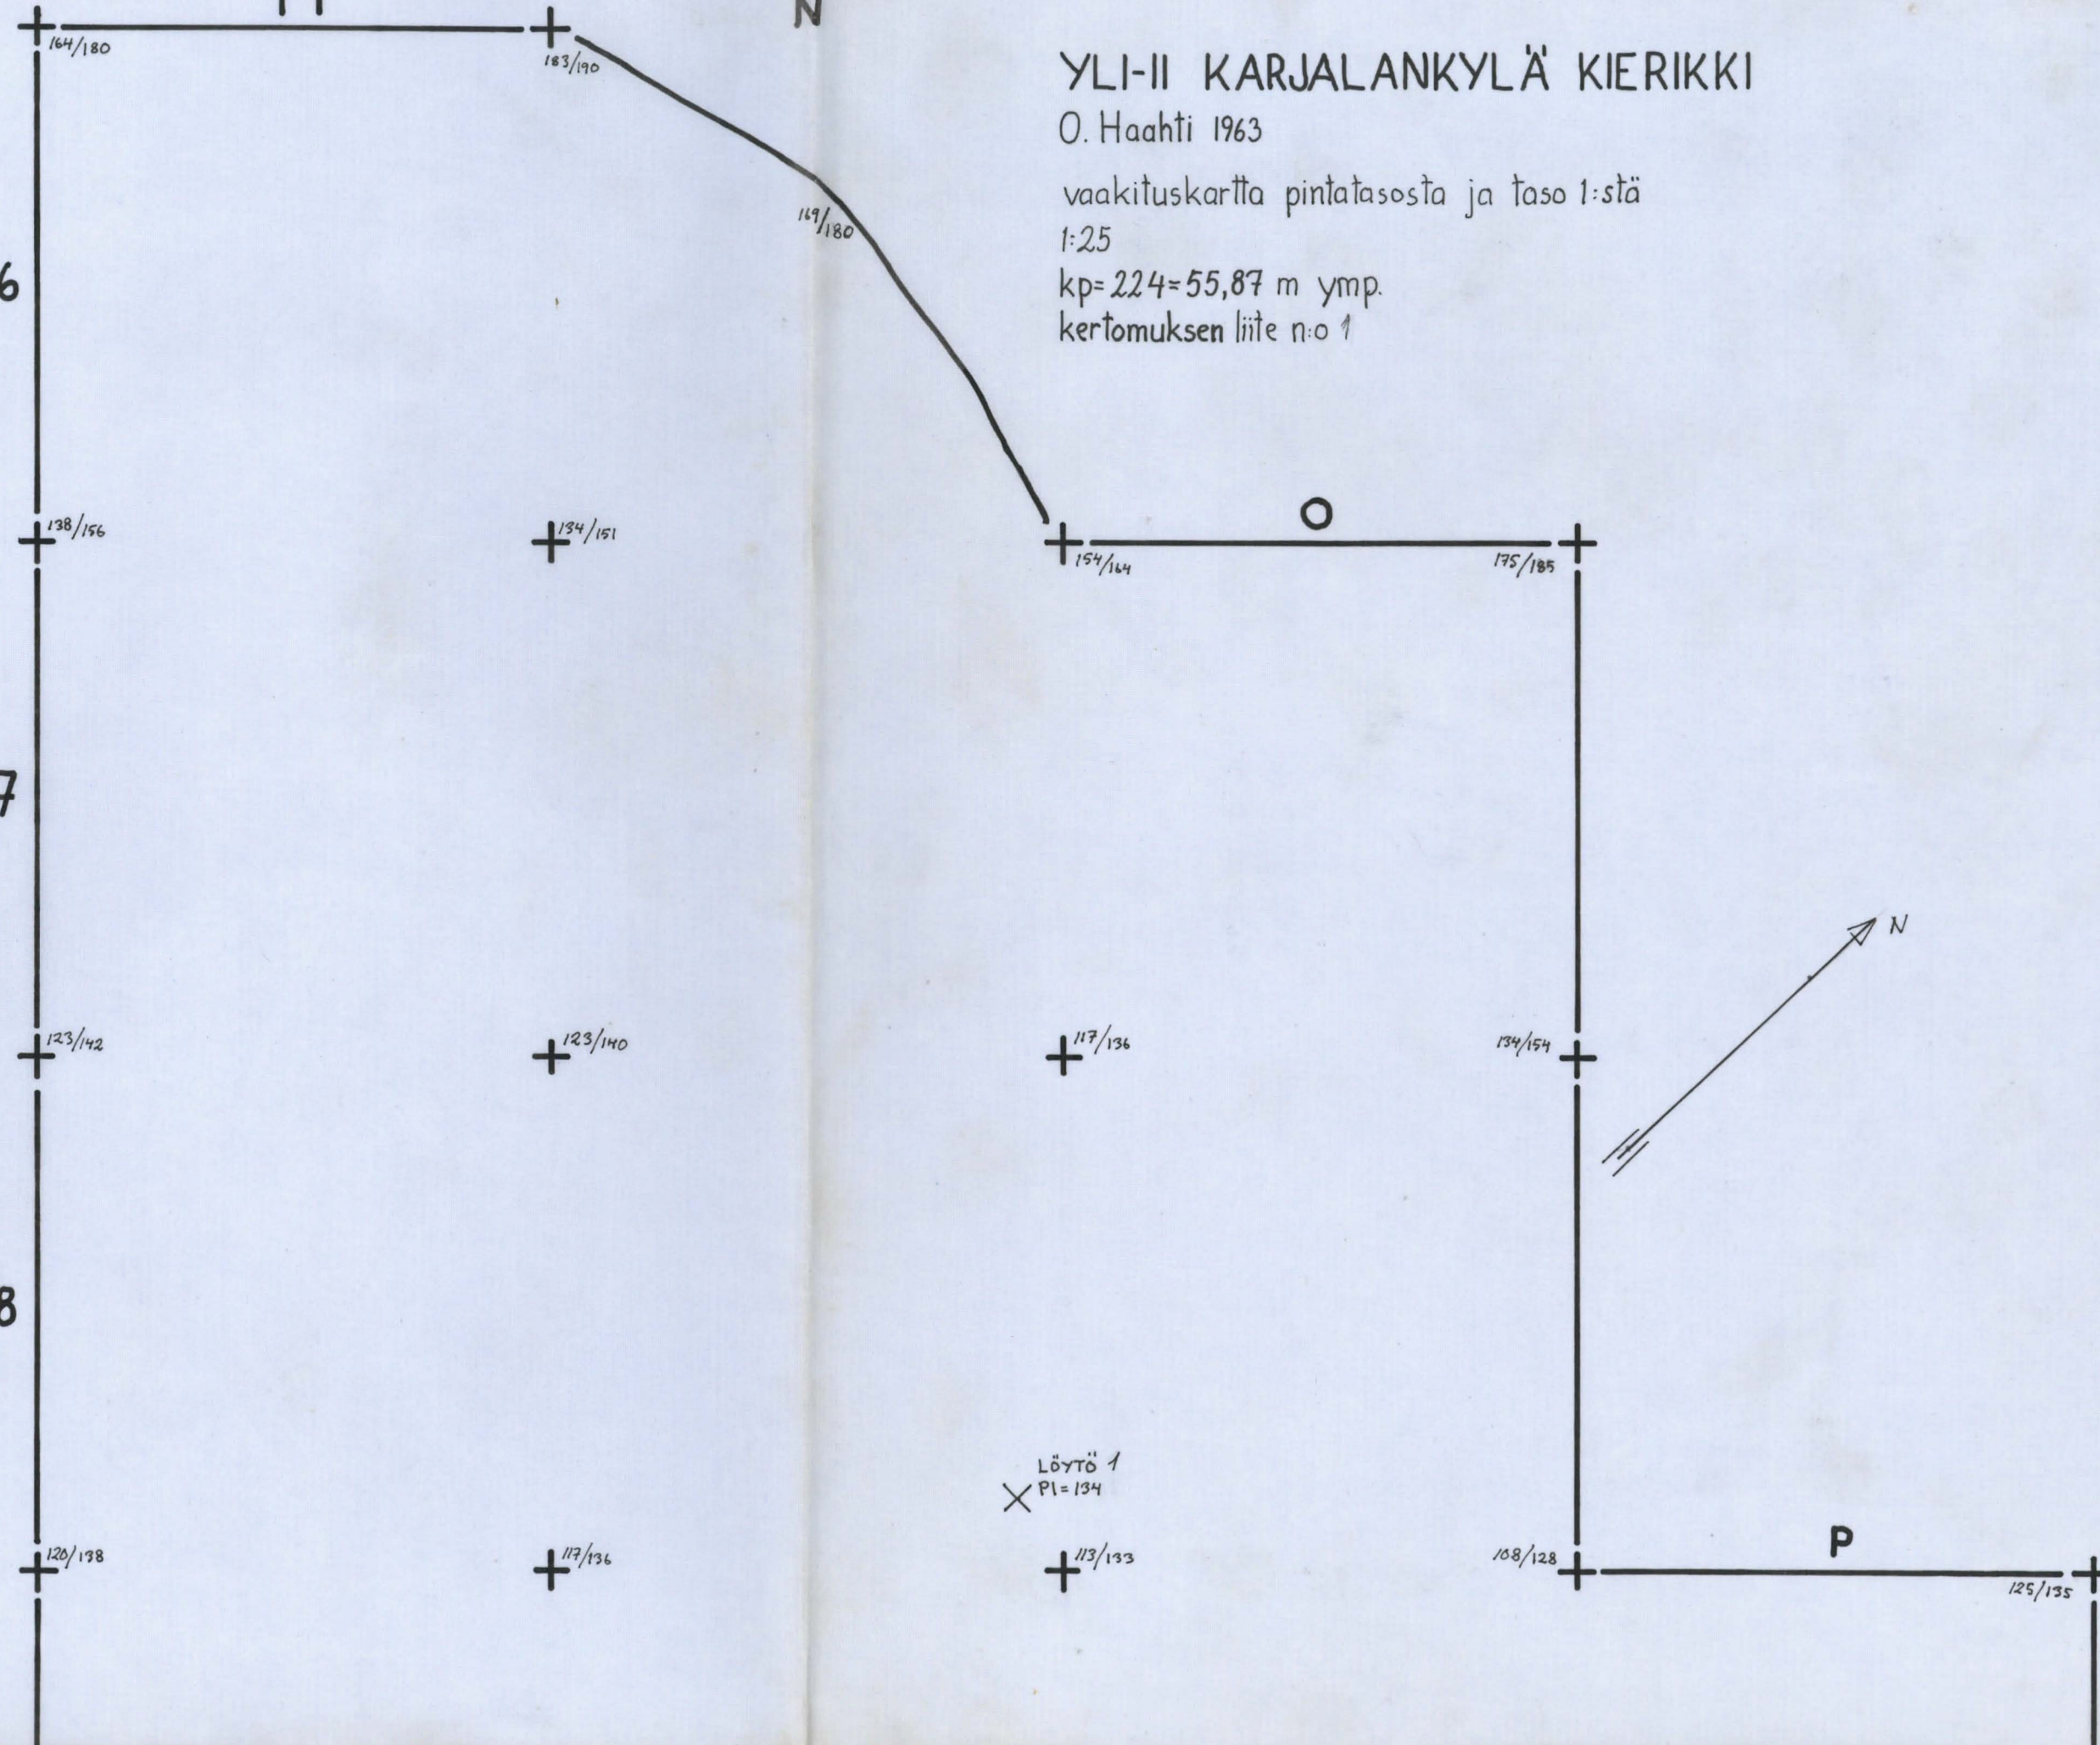 N
164/180
183/190
YLI-II KARJALANKYLÄ KIERIKKI
O. Haahti 1963
vaakituskartta pintatasosta ja taso 1:stä
1:25
kp=224=55,87 m ymp.
kertomuksen liite n:o 1
169/180
6
138/156
134/151
O
154/164
175/185
7
N
123/142
123/140
117/136
134/154
8
LÖYTÖ 1
PI=134
120/138
117/136
113/133
108/128
P
125/135